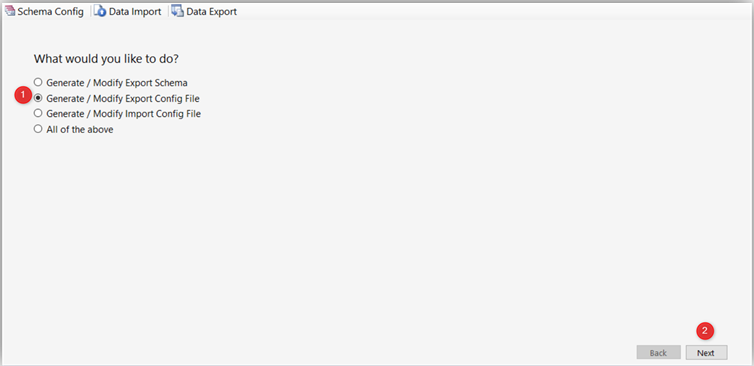 Schema Config Data Import Data Export
What would you like to do?
Generate / Modify Export Schema
1 Generate / Modify Export Config File
Generate / Modify Import Config File
All of the above
2
Back Next